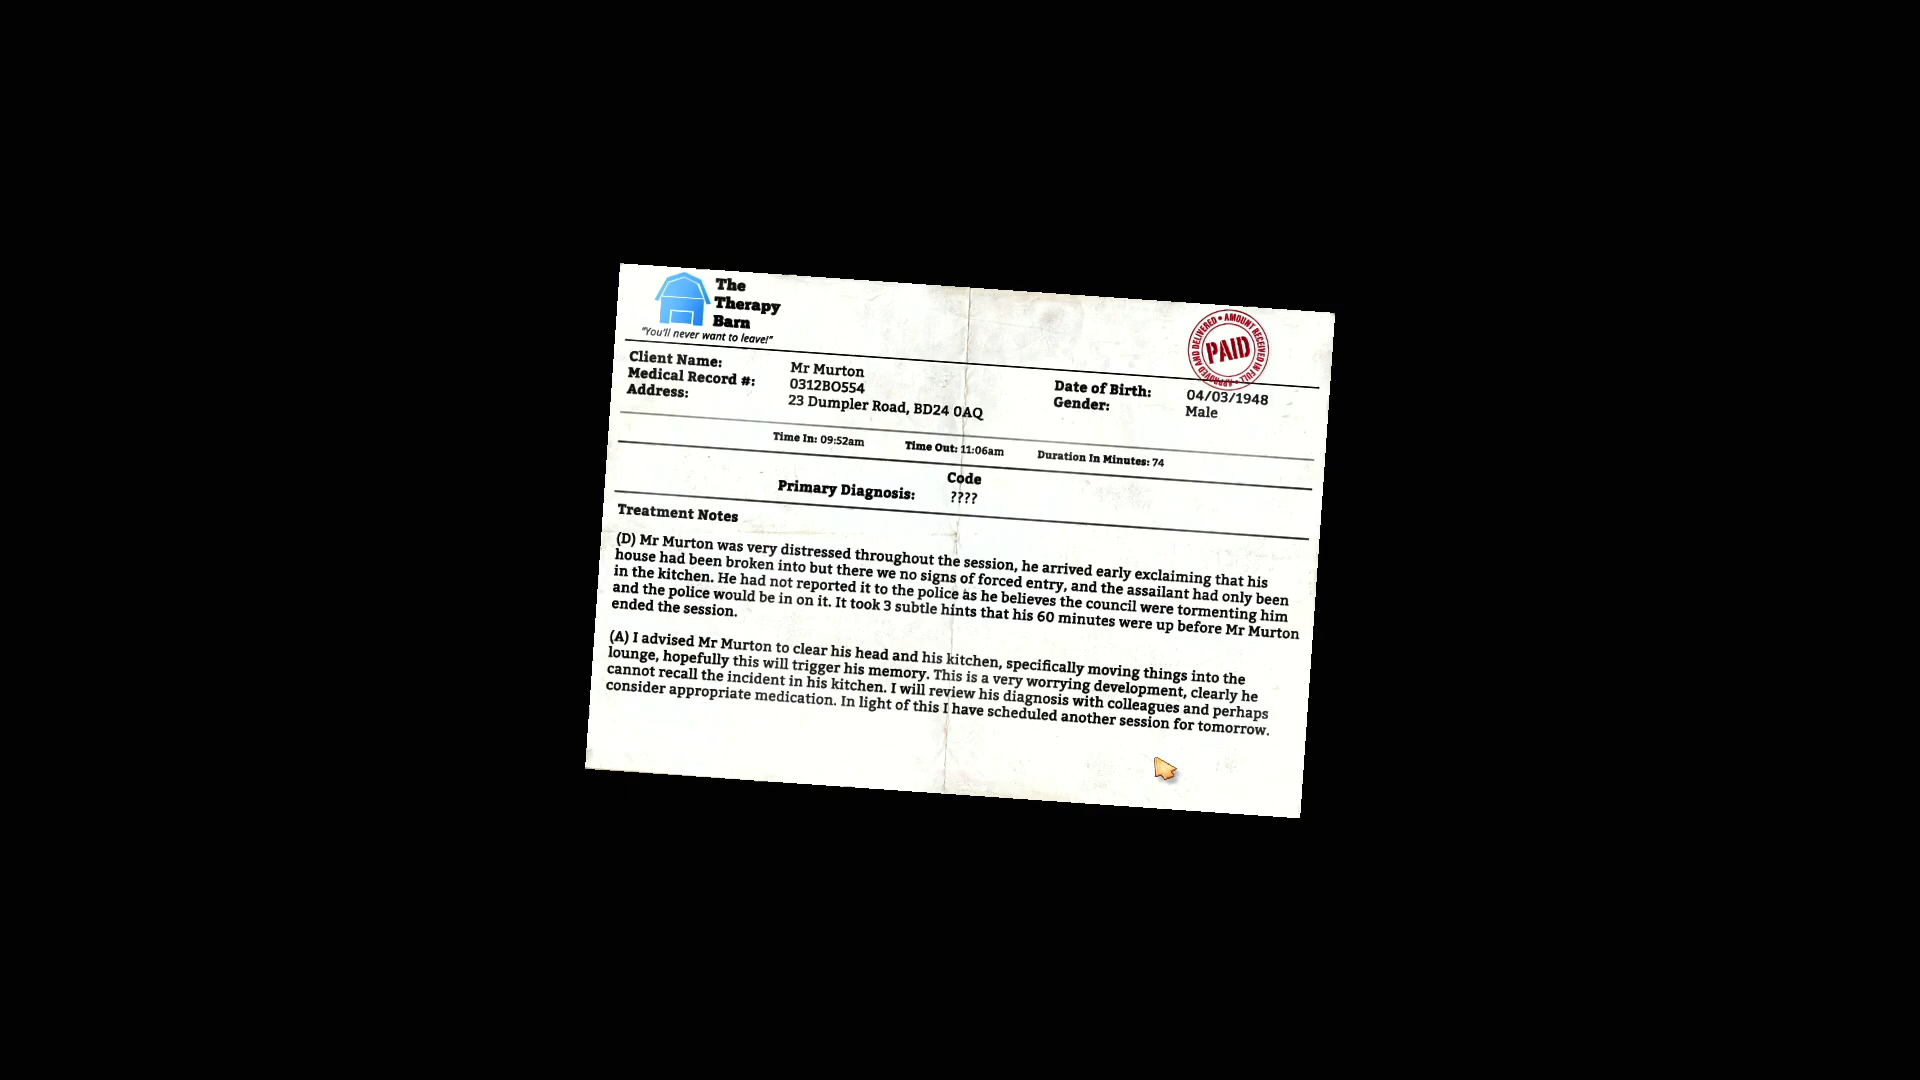 The
Therapy
Barn
"You'll never want to leave!"
AND DELIVERED • AMOUNT RECEIVED IN FULL • APPROVED
PAID
Client Name: Mr Murton
Date of Birth: 04/03/1948
Medical Record #: 0312BO554
Gender: Male
Address: 23 Dumpler Road, BD24 0AQ
Time In: 09:52am Time Out: 11:06am Duration In Minutes: 74
Code
Primary Diagnosis: ????
Treatment Notes
(D) Mr Murton was very distressed throughout the session, he arrived early exclaiming that his
house had been broken into but there we no signs of forced entry, and the assailant had only been
in the kitchen. He had not reported it to the police as he believes the council were tormenting him
and the police would be in on it. It took 3 subtle hints that his 60 minutes were up before Mr Murton
ended the session.
(A) I advised Mr Murton to clear his head and his kitchen, specifically moving things into the
lounge, hopefully this will trigger his memory. This is a very worrying development, clearly he
cannot recall the incident in his kitchen. I will review his diagnosis with colleagues and perhaps
consider appropriate medication. In light of this I have scheduled another session for tomorrow.